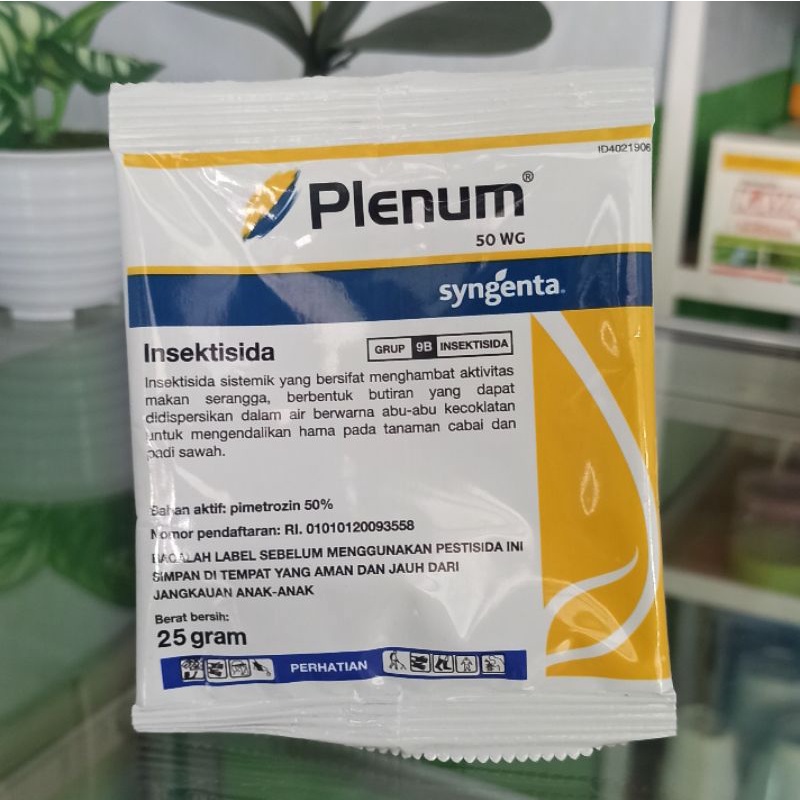 ID4021906
Plenum®
50 WG
syngenta
Insektisida
GRUP 9B INSEKTISIDA
Insektisida sistemik yang bersifat menghambat aktivitas
makan serangga, berbentuk butiran yang dapat
didispersikan dalam air berwarna abu-abu kecoklatan
untuk mengendalikan hama pada tanaman cabai dan
padi sawah.
Bahan aktif: pimetrozin 50%
Nomor pendaftaran: RI. 01010120093558
BACALAH LABEL SEBELUM MENGGUNAKAN PESTISIDA INI
SIMPAN DI TEMPAT YANG AMAN DAN JAUH DARI
JANGKAUAN ANAK-ANAK
Berat bersih:
25 gram
PERHATIAN